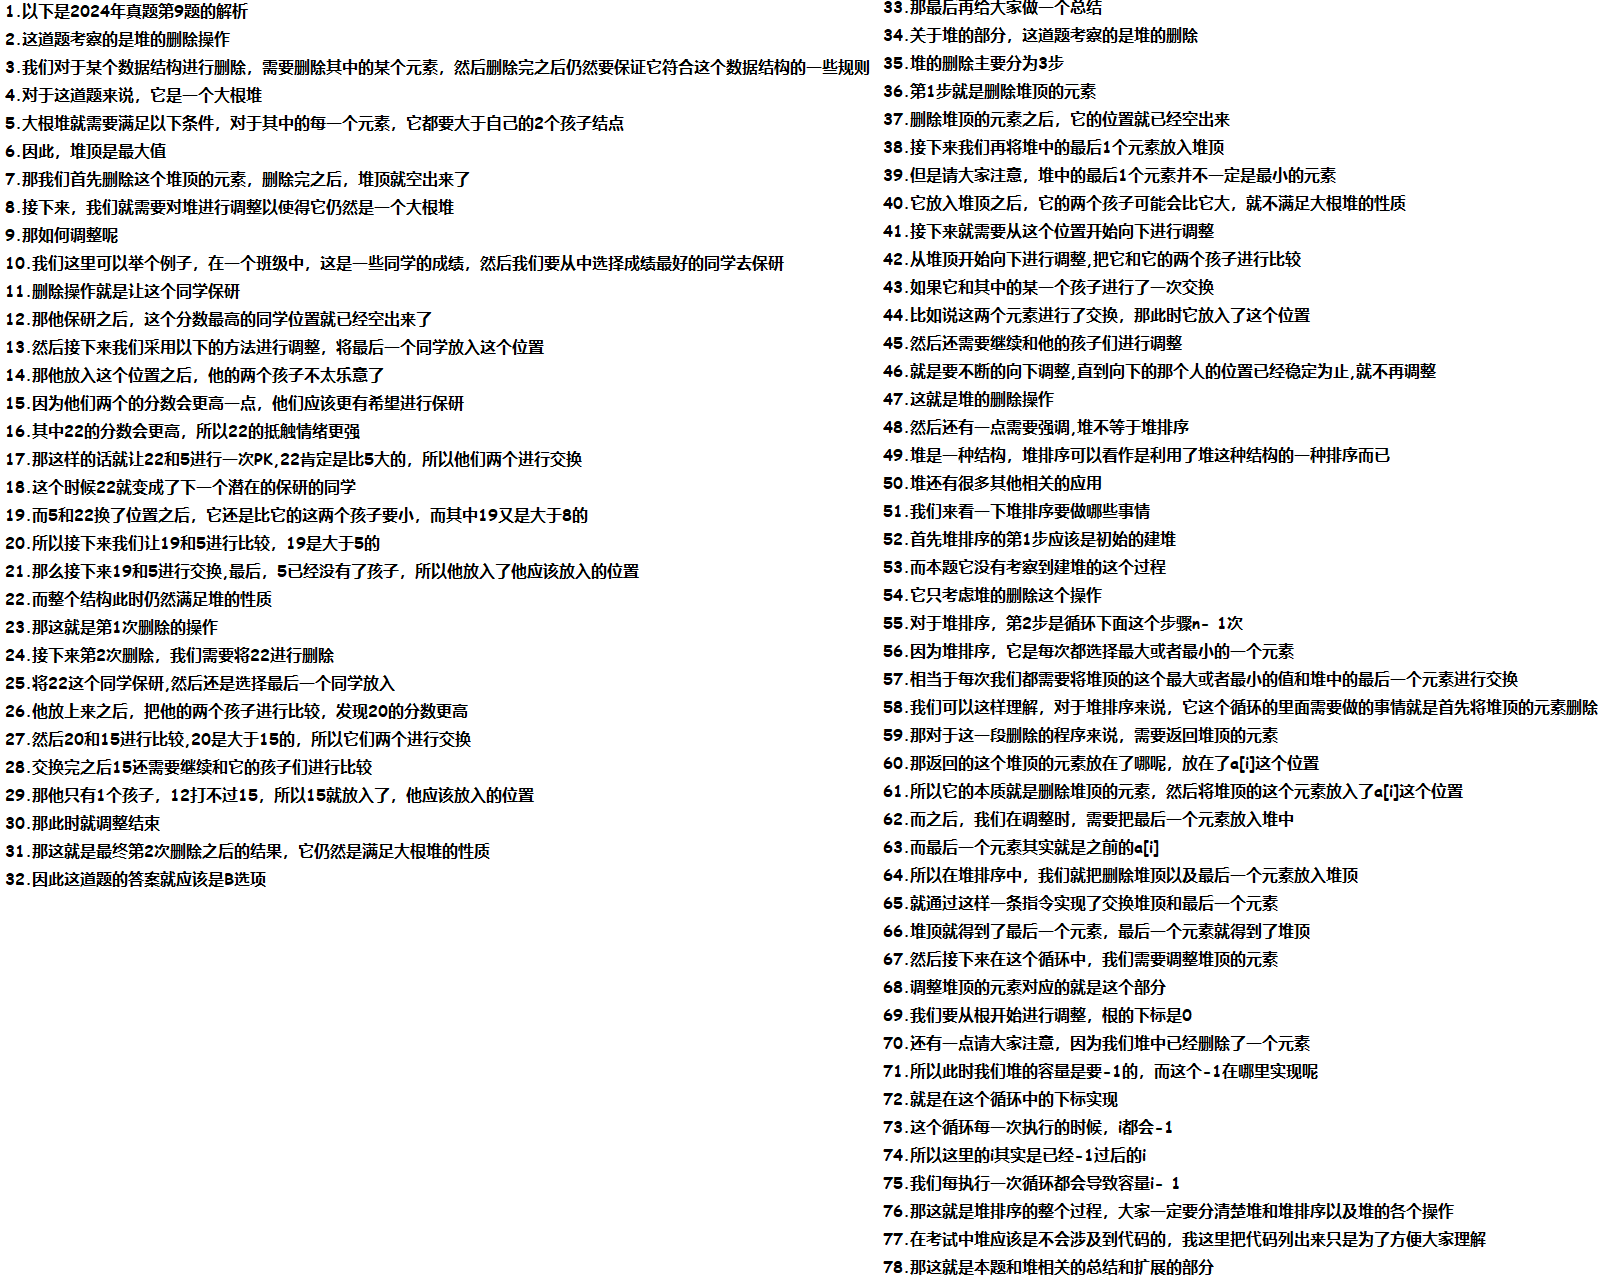 1.以下是2024年真题第9题的解析
2.这道题考察的是堆的删除操作
3.我们对于某个数据结构进行删除，需要删除其中的某个元素，然后删除完之后仍然要保证它符合这个数据结构的一些规则
4.对于这道题来说，它是一个大根堆
5.大根堆就需要满足以下条件，对于其中的每一个元素，它都要大于自己的2个孩子结点
6.因此，堆顶是最大值
7.那我们首先删除这个堆顶的元素，删除完之后，堆顶就空出来了
8.接下来，我们就需要对堆进行调整以使得它仍然是一个大根堆
9.那如何调整呢
10.我们这里可以举个例子，在一个班级中，这是一些同学的成绩，然后我们要从中选择成绩最好的同学去保研
11.删除操作就是让这个同学保研
12.那他保研之后，这个分数最高的同学位置就已经空出来了
13.然后接下来我们采用以下的方法进行调整，将最后一个同学放入这个位置
14.那他放入这个位置之后，他的两个孩子不太乐意了
15.因为他们两个的分数会更高一点，他们应该更有希望进行保研
16.其中22的分数会更高，所以22的抵触情绪更强
17.那这样的话就让22和5进行一次PK,22肯定是比5大的，所以他们两个进行交换
18.这个时候22就变成了下一个潜在的保研的同学
19.而5和22换了位置之后，它还是比它的这两个孩子要小，而其中19又是大于8的
20.所以接下来我们让19和5进行比较，19是大于5的
21.那么接下来19和5进行交换,最后，5已经没有了孩子，所以他放入了他应该放入的位置
22.而整个结构此时仍然满足堆的性质
23.那这就是第1次删除的操作
24.接下来第2次删除，我们需要将22进行删除
25.将22这个同学保研,然后还是选择最后一个同学放入
26.他放上来之后，把他的两个孩子进行比较，发现20的分数更高
27.然后20和15进行比较,20是大于15的，所以它们两个进行交换
28.交换完之后15还需要继续和它的孩子们进行比较
29.那他只有1个孩子，12打不过15，所以15就放入了，他应该放入的位置
30.那此时就调整结束
31.那这就是最终第2次删除之后的结果，它仍然是满足大根堆的性质
32.因此这道题的答案就应该是B选项
33.那最后再给大家做一个总结
34.关于堆的部分，这道题考察的是堆的删除
35.堆的删除主要分为3步
36.第1步就是删除堆顶的元素
37.删除堆顶的元素之后，它的位置就已经空出来
38.接下来我们再将堆中的最后1个元素放入堆顶
39.但是请大家注意，堆中的最后1个元素并不一定是最小的元素
40.它放入堆顶之后，它的两个孩子可能会比它大，就不满足大根堆的性质
41.接下来就需要从这个位置开始向下进行调整
42.从堆顶开始向下进行调整,把它和它的两个孩子进行比较
43.如果它和其中的某一个孩子进行了一次交换
44.比如说这两个元素进行了交换，那此时它放入了这个位置
45.然后还需要继续和他的孩子们进行调整
46.就是要不断的向下调整,直到向下的那个人的位置已经稳定为止,就不再调整
47.这就是堆的删除操作
48.然后还有一点需要强调,堆不等于堆排序
49.堆是一种结构，堆排序可以看作是利用了堆这种结构的一种排序而已
50.堆还有很多其他相关的应用
51.我们来看一下堆排序要做哪些事情
52.首先堆排序的第1步应该是初始的建堆
53.而本题它没有考察到建堆的这个过程
54.它只考虑堆的删除这个操作
55.对于堆排序，第2步是循环下面这个步骤n- 1次
56.因为堆排序，它是每次都选择最大或者最小的一个元素
57.相当于每次我们都需要将堆顶的这个最大或者最小的值和堆中的最后一个元素进行交换
58.我们可以这样理解，对于堆排序来说，它这个循环的里面需要做的事情就是首先将堆顶的元素删除
59.那对于这一段删除的程序来说，需要返回堆顶的元素
60.那返回的这个堆顶的元素放在了哪呢，放在了a[i]这个位置
61.所以它的本质就是删除堆顶的元素，然后将堆顶的这个元素放入了a[i]这个位置
62.而之后，我们在调整时，需要把最后一个元素放入堆中
63.而最后一个元素其实就是之前的a[i]
64.所以在堆排序中，我们就把删除堆顶以及最后一个元素放入堆顶
65.就通过这样一条指令实现了交换堆顶和最后一个元素
66.堆顶就得到了最后一个元素，最后一个元素就得到了堆顶
67.然后接下来在这个循环中，我们需要调整堆顶的元素
68.调整堆顶的元素对应的就是这个部分
69.我们要从根开始进行调整，根的下标是0
70.还有一点请大家注意，因为我们堆中已经删除了一个元素
71.所以此时我们堆的容量是要-1的，而这个-1在哪里实现呢
72.就是在这个循环中的下标实现
73.这个循环每一次执行的时候，i都会-1
74.所以这里的i其实是已经-1过后的i
75.我们每执行一次循环都会导致容量i- 1
76.那这就是堆排序的整个过程，大家一定要分清楚堆和堆排序以及堆的各个操作
77.在考试中堆应该是不会涉及到代码的，我这里把代码列出来只是为了方便大家理解
78.那这就是本题和堆相关的总结和扩展的部分